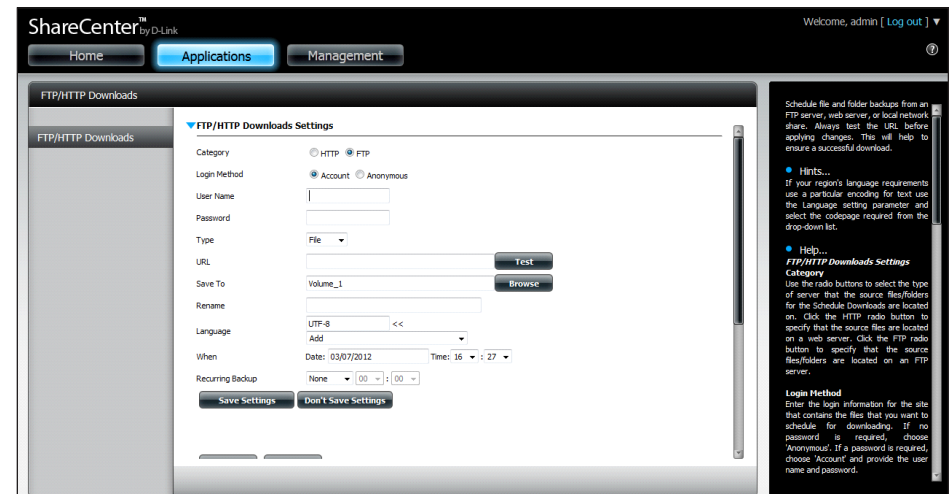 ShareCenter™ by D-Link
Welcome, admin [ Log out ] ▼
Home Applications Management
?
FTP/HTTP Downloads
FTP/HTTP Downloads
▼FTP/HTTP Downloads Settings
Category HTTP FTP
Login Method Account Anonymous
User Name
Password
Type File
URL Test
Save To Volume_1 Browse
Rename
Language UTF-8 <<
Add
When Date: 03/07/2012 Time: 16 : 27
Recurring Backup None 00 : 00
Save Settings Don't Save Settings
Schedule file and folder backups from an
FTP server, web server, or local network
share. Always test the URL before
applying changes. This will help to
ensure a successful download.
Hints...
If your region's language requirements
use a particular encoding for text use
the Language setting parameter and
select the codepage required from the
drop-down list.
Help...
FTP/HTTP Downloads Settings
Category
Use the radio buttons to select the type
of server that the source files/folders
for the Schedule Downloads are located
on. Click the HTTP radio button to
specify that the source files are located
on a web server. Click the FTP radio
button to specify that the source
files/folders are located on an FTP
server.
Login Method
Enter the login information for the site
that contains the files that you want to
schedule for downloading. If no
password is required, choose
'Anonymous'. If a password is required,
choose 'Account' and provide the user
name and password.